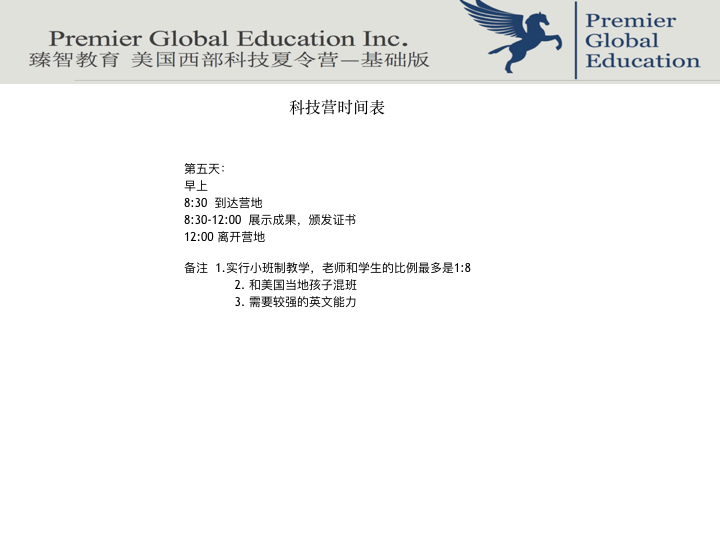 Premier Global Education Inc.
臻智教育 美国西部科技夏令营—基础版
Premier
Global
Education
科技营时间表
第五天：
早上
8:30 到达营地
8:30-12:00 展示成果，颁发证书
12:00 离开营地
备注 1.实行小班制教学，老师和学生的比例最多是1:8
2. 和美国当地孩子混班
3. 需要较强的英文能力